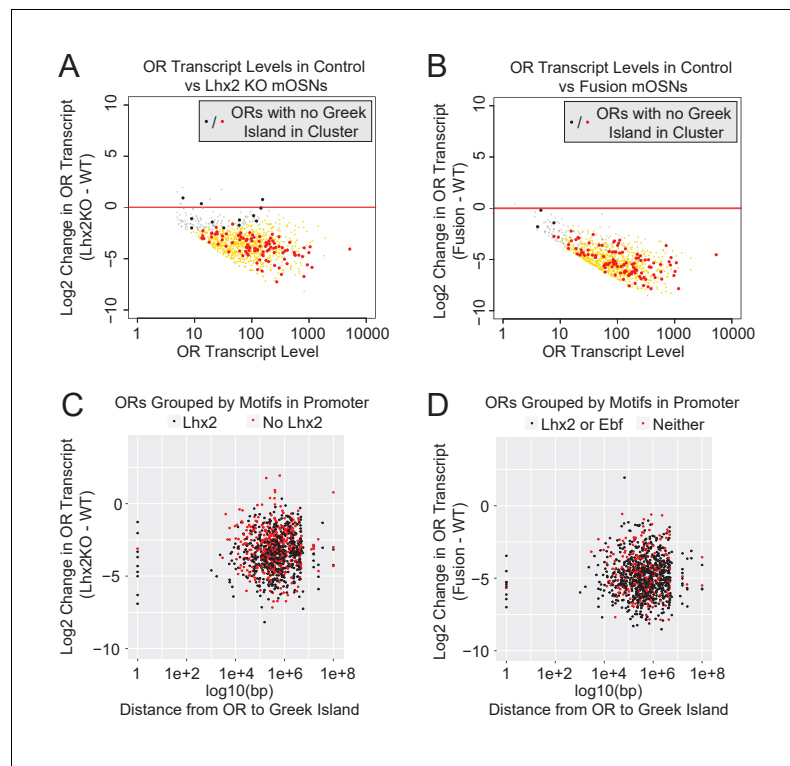 A
OR Transcript Levels in Control
vs Lhx2 KO mOSNs
ORs with no Greek
Island in Cluster
/
Log2 Change in OR Transcript
(Lhx2KO - WT)
10
5
0
−5
−10
1
10
100
1000
10000
OR Transcript Level
B
OR Transcript Levels in Control
vs Fusion mOSNs
ORs with no Greek
Island in Cluster
/
Log2 Change in OR Transcript
(Fusion - WT)
10
5
0
−5
−10
1
10
100
1000
10000
OR Transcript Level
C
ORs Grouped by Motifs in Promoter
Lhx2 No Lhx2
Log2 Change in OR Transcript
(Lhx2KO - WT)
0
−5
−10
1
1e+2
1e+4
1e+6
1e+8
log10(bp)
Distance from OR to Greek Island
D
ORs Grouped by Motifs in Promoter
Lhx2 or Ebf Neither
Log2 Change in OR Transcript
(Fusion - WT)
0
−5
−10
1
1e+2
1e+4
1e+6
1e+8
log10(bp)
Distance from OR to Greek Island